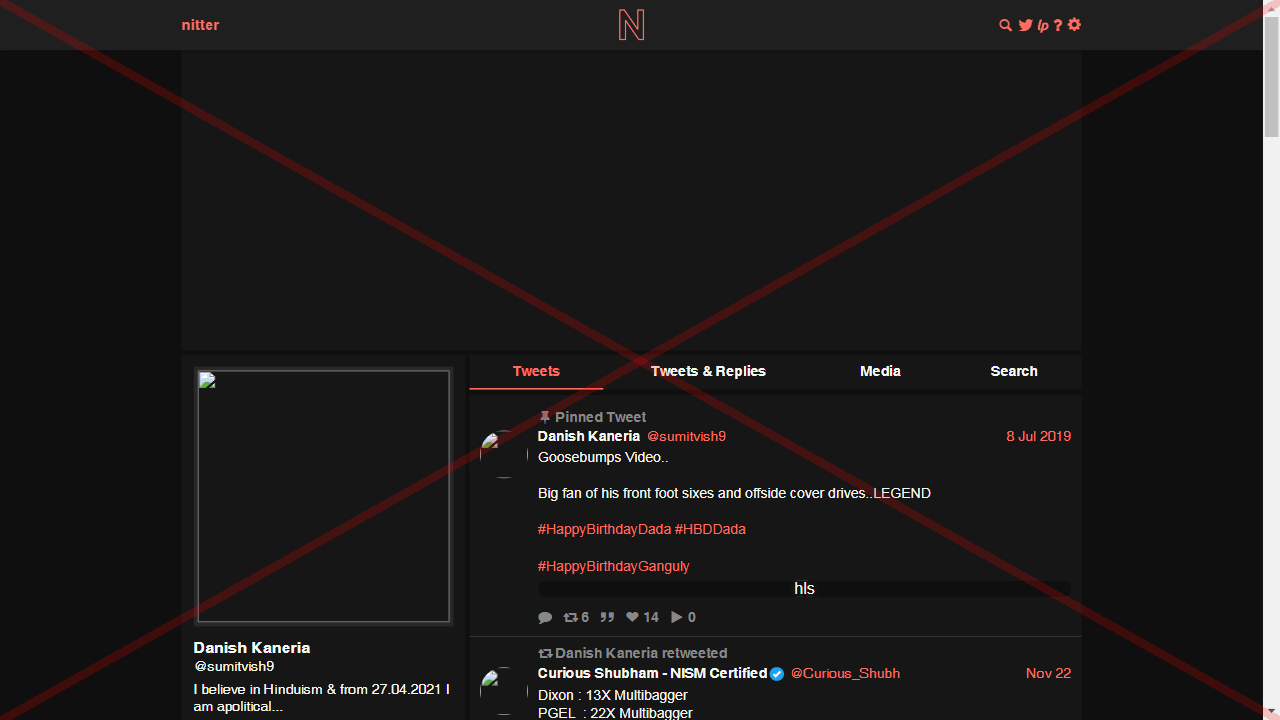 nitter
N
lp ?
Tweets Tweets & Replies Media Search
Pinned Tweet
Danish Kaneria @sumitvish9 8 Jul 2019
Goosebumps Video..
Big fan of his front foot sixes and offside cover drives..LEGEND
#HappyBirthdayDada #HBDDada
#HappyBirthdayGanguly
hls
6 14 0
Danish Kaneria retweeted
Curious Shubham - NISM Certified @Curious_Shubh Nov 22
Dixon : 13X Multibagger
PGEL : 22X Multibagger
Danish Kaneria
@sumitvish9
I believe in Hinduism & from 27.04.2021 I
am apolitical...